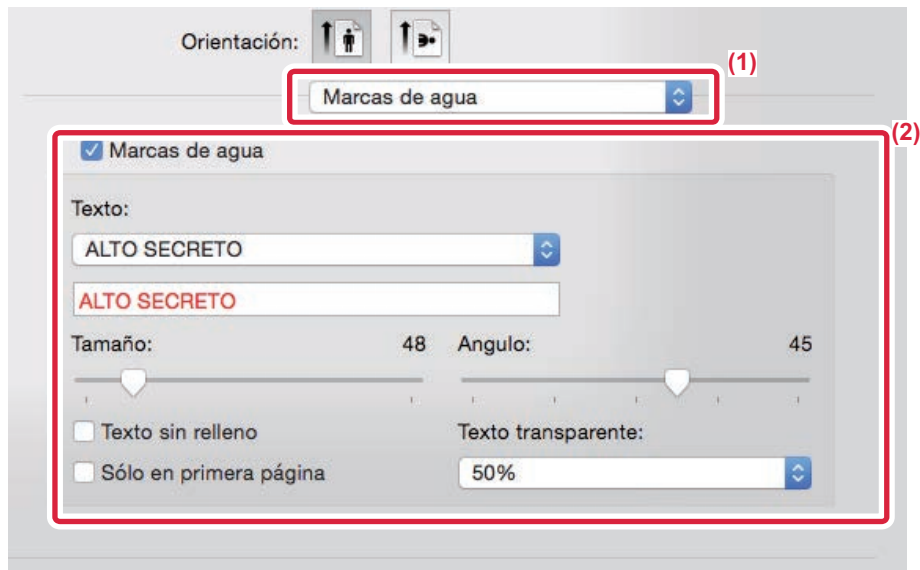 Orientación:
(1)
Marcas de agua
(2)
Marcas de agua
Texto:
ALTO SECRETO
ALTO SECRETO
Tamaño: 48 Angulo: 45
Texto sin relleno Texto transparente:
Sólo en primera página 50%